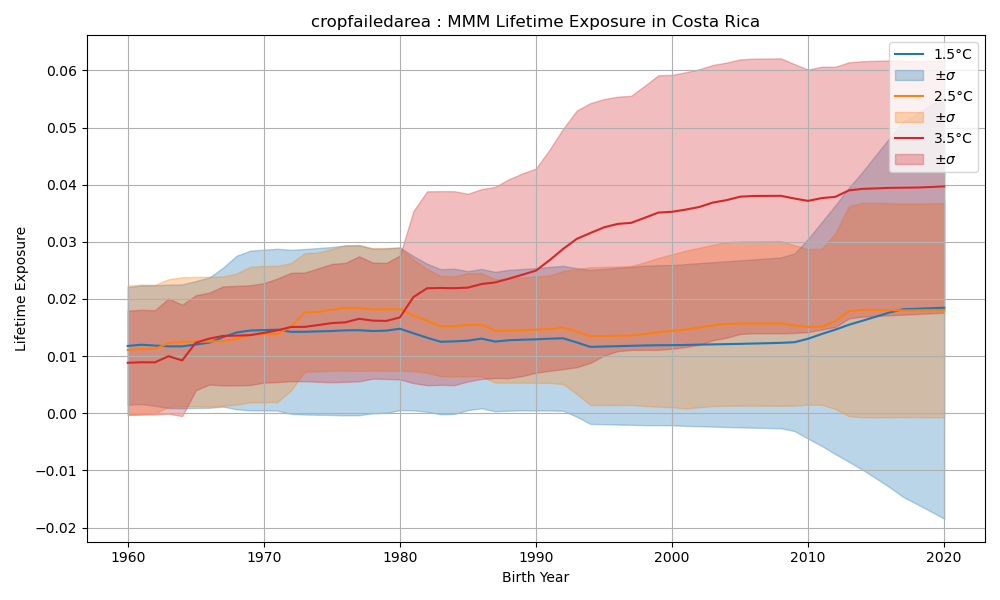 cropfailedarea : MMM Lifetime Exposure in Costa Rica
Lifetime Exposure
0.06
0.05
0.04
0.03
0.02
0.01
0.00
−0.01
−0.02
1960
1970
1980
1990
2000
2010
2020
Birth Year
1.5°C
±σ
2.5°C
±σ
3.5°C
±σ